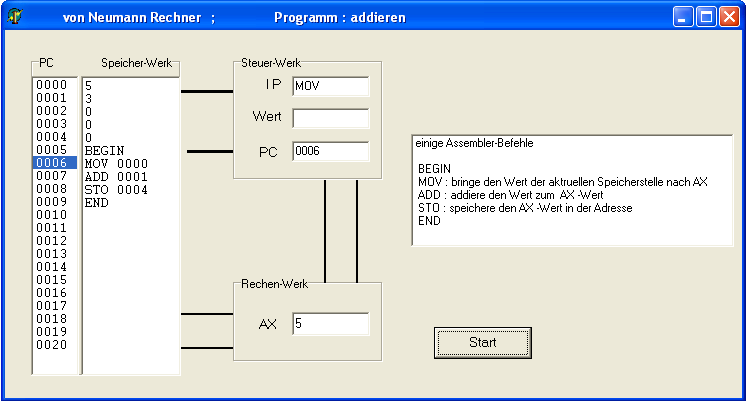 von Neumann Rechner ; Programm : addieren
PC Speicher-Werk
0000 5
0001 3
0002 0
0003 0
0004 0
0005 BEGIN
0006 MOV 0000
0007 ADD 0001
0008 STO 0004
0009 END
0010
0011
0012
0013
0014
0015
0016
0017
0018
0019
0020
Steuer-Werk
IP MOV
Wert
PC 0006
Rechen-Werk
AX 5
einige Assembler-Befehle
BEGIN
MOV : bringe den Wert der aktruellen Speicherstelle nach AX
ADD : addiere den Wert zum AX -Wert
STO : speichere den AX -Wert in der Adresse
END
Start